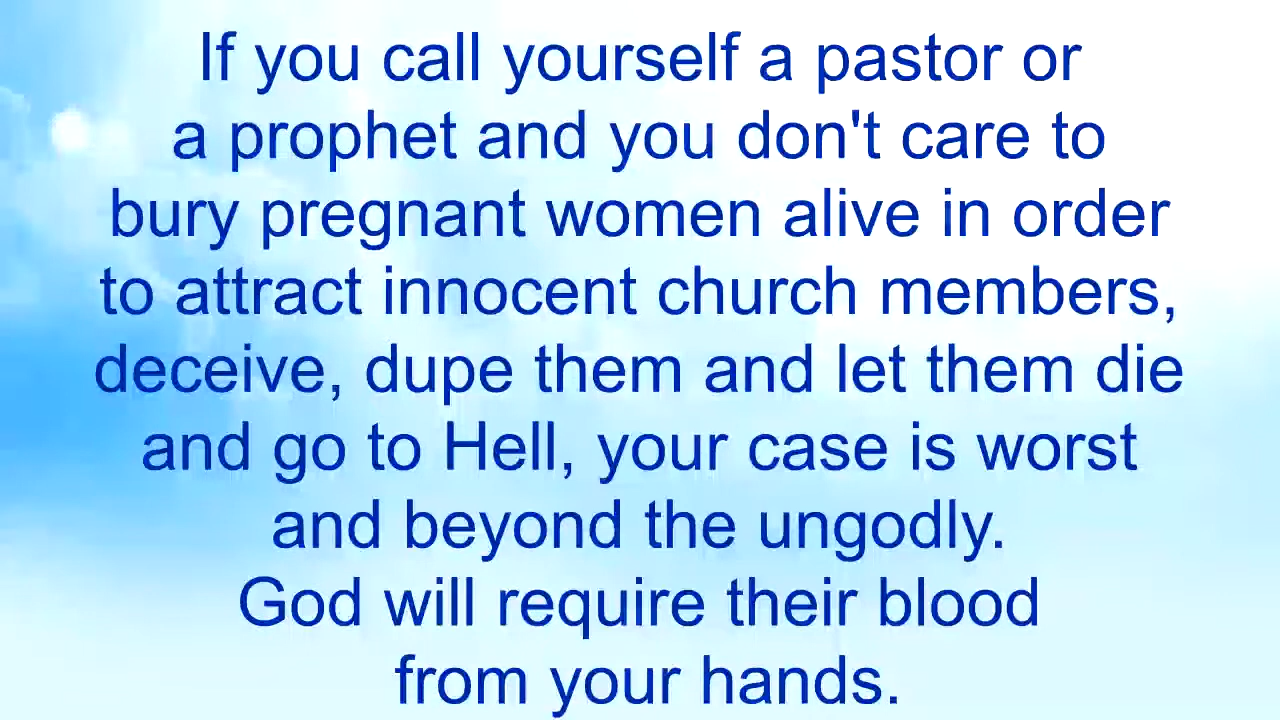 If you call yourself a pastor or
a prophet and you don't care to
bury pregnant women alive in order
to attract innocent church members,
deceive, dupe them and let them die
and go to Hell, your case is worst
and beyond the ungodly.
God will require their blood
from your hands.